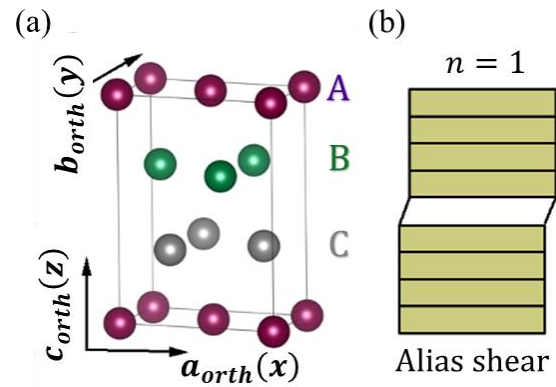 (a)
b_orth(y)
A
B
C
c_orth(z)
a_orth(x)
(b)
n = 1
Alias shear